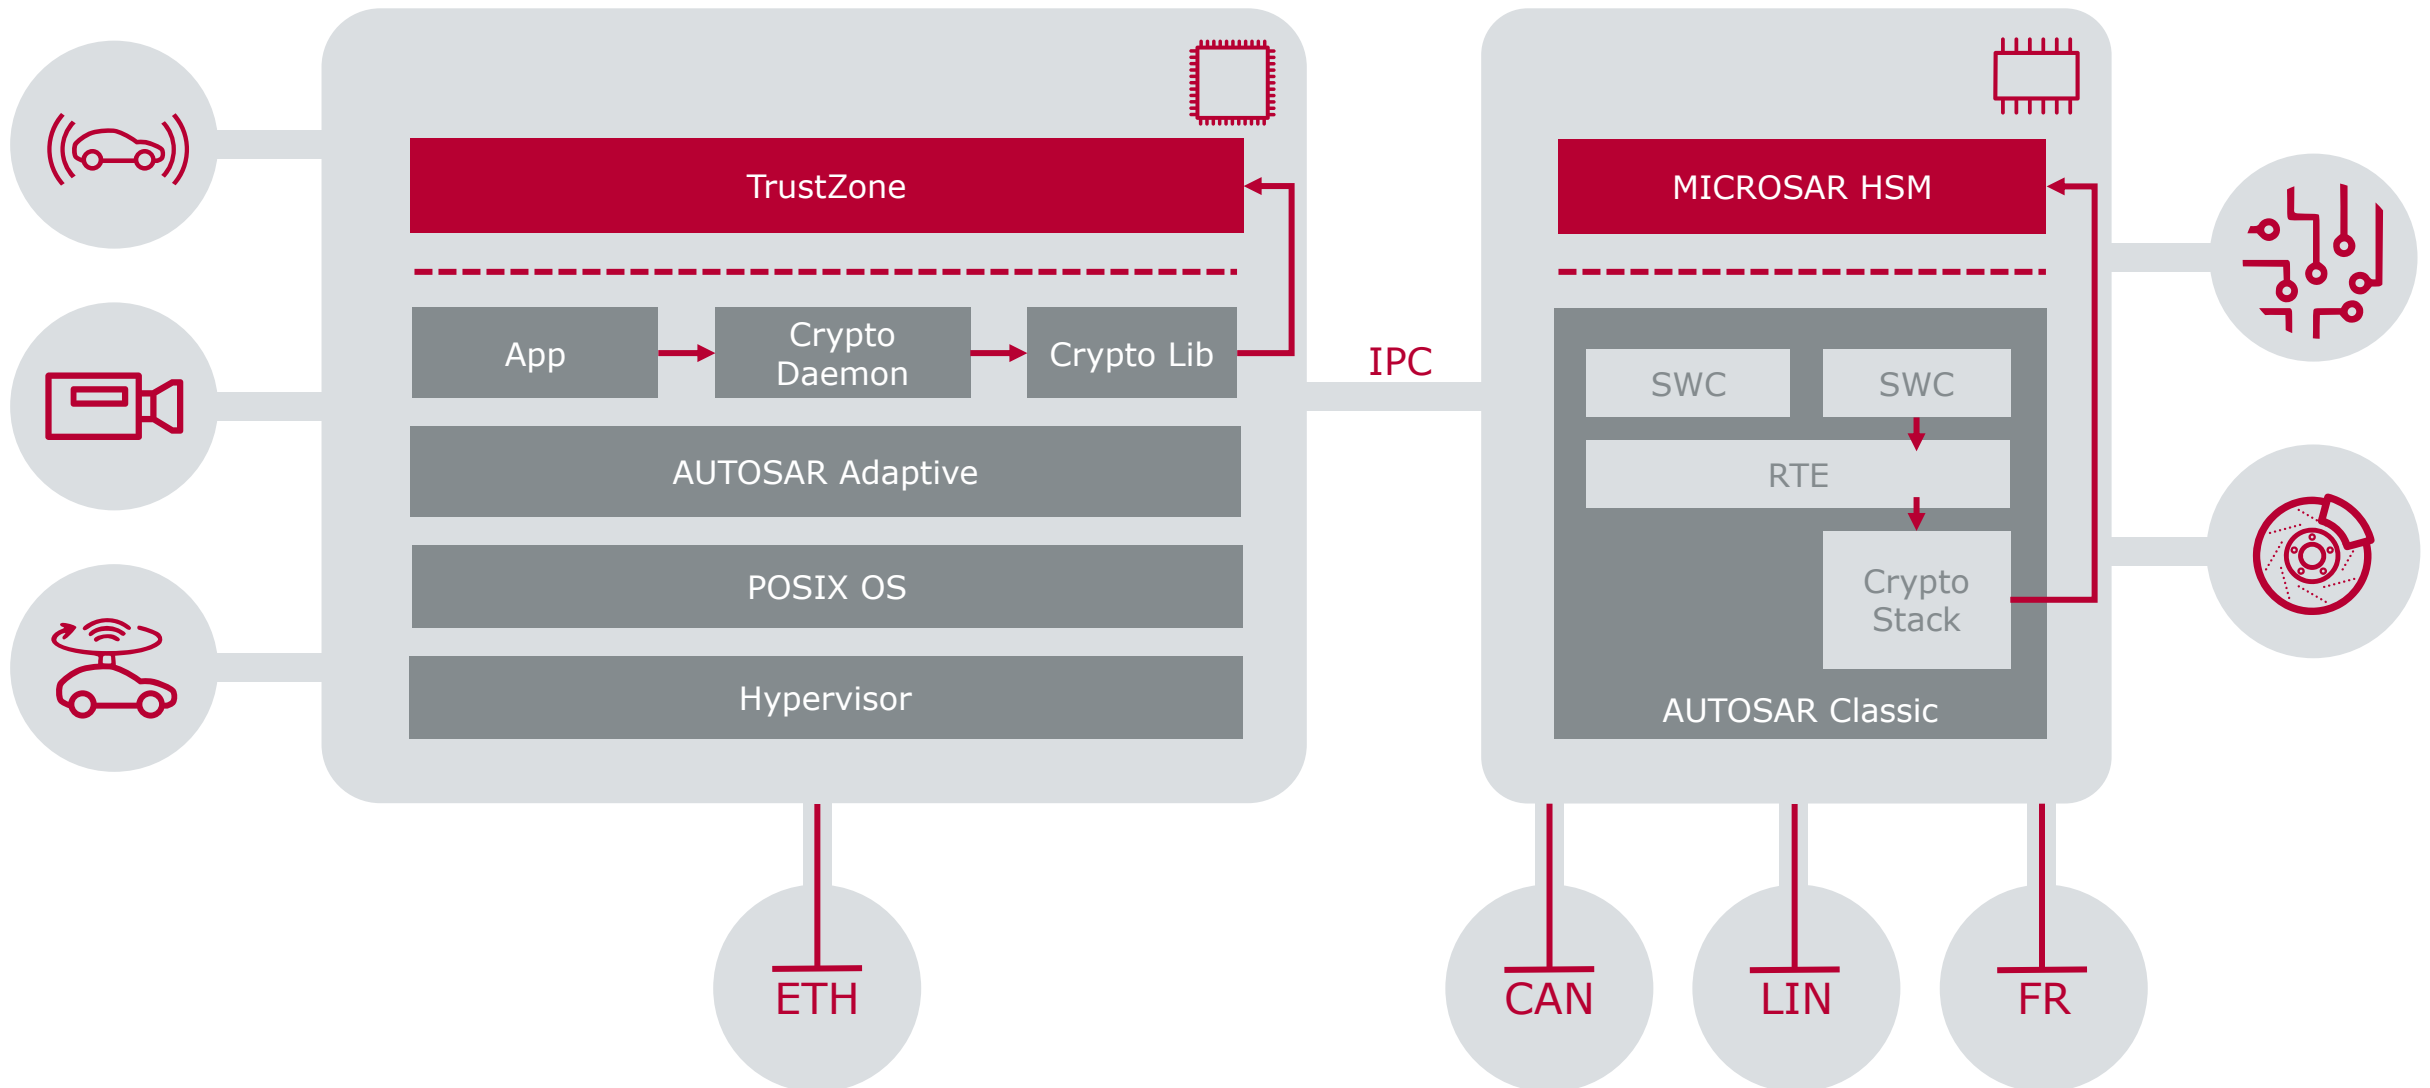 TrustZone
App
Crypto
Daemon
Crypto Lib
AUTOSAR Adaptive
POSIX OS
Hypervisor
IPC
MICROSAR HSM
SWC
SWC
RTE
Crypto
Stack
AUTOSAR Classic
ETH
CAN
LIN
FR